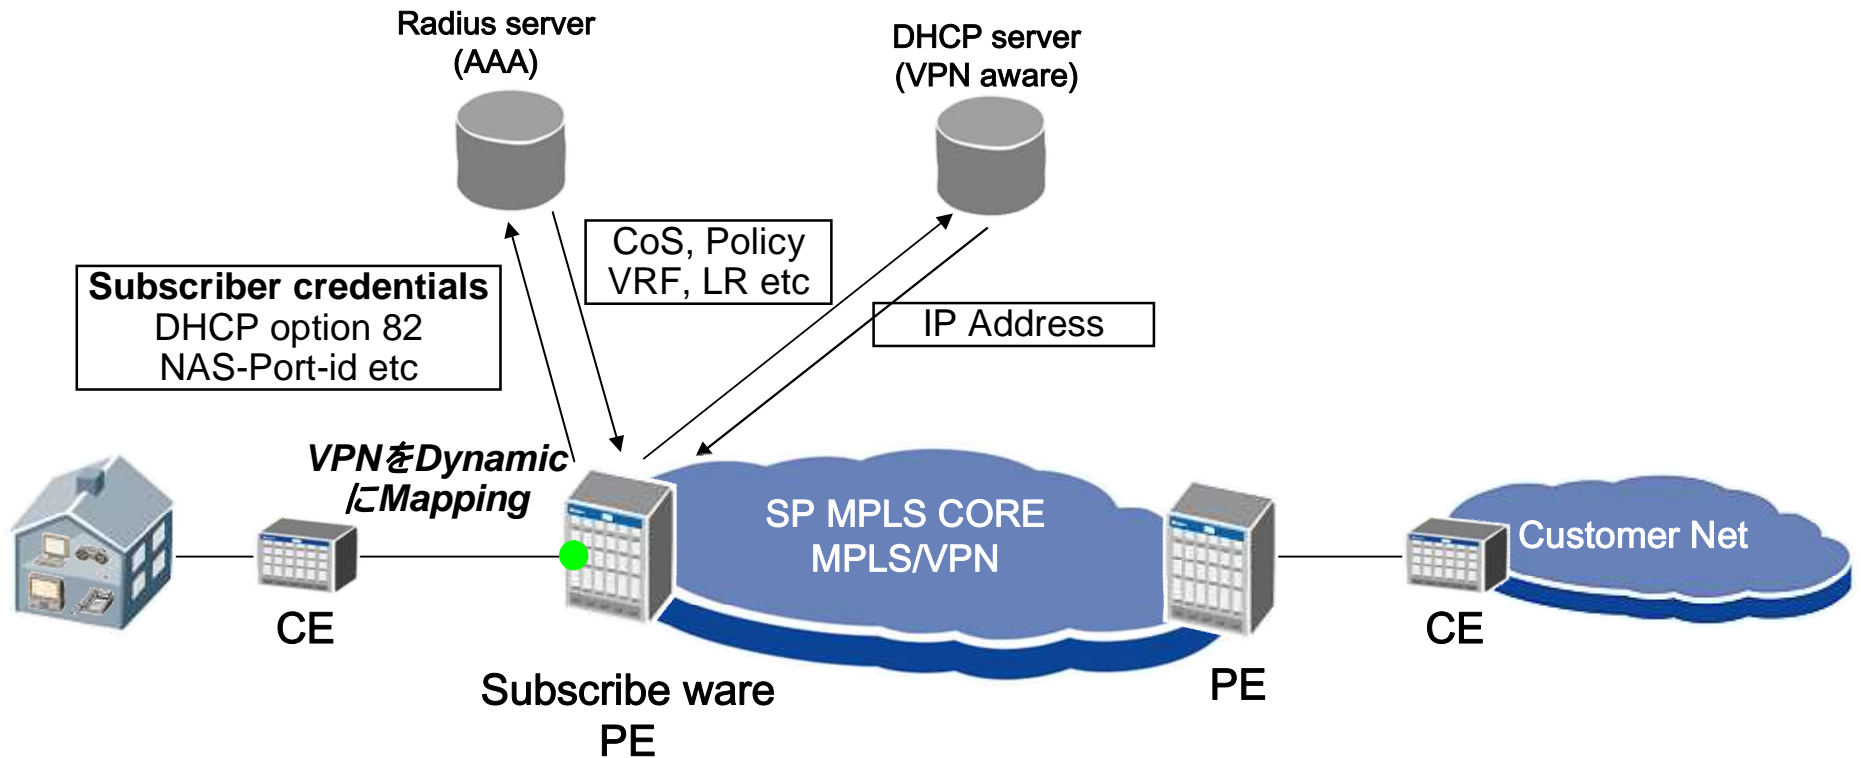 Radius server
(AAA)
DHCP server
(VPN aware)
CoS, Policy
VRF, LR etc
Subscriber credentials
DHCP option 82
NAS-Port-id etc
IP Address
VPNをDynamic
にMapping
SP MPLS CORE
MPLS/VPN
Customer Net
CE
Subscribe ware
PE
PE
CE